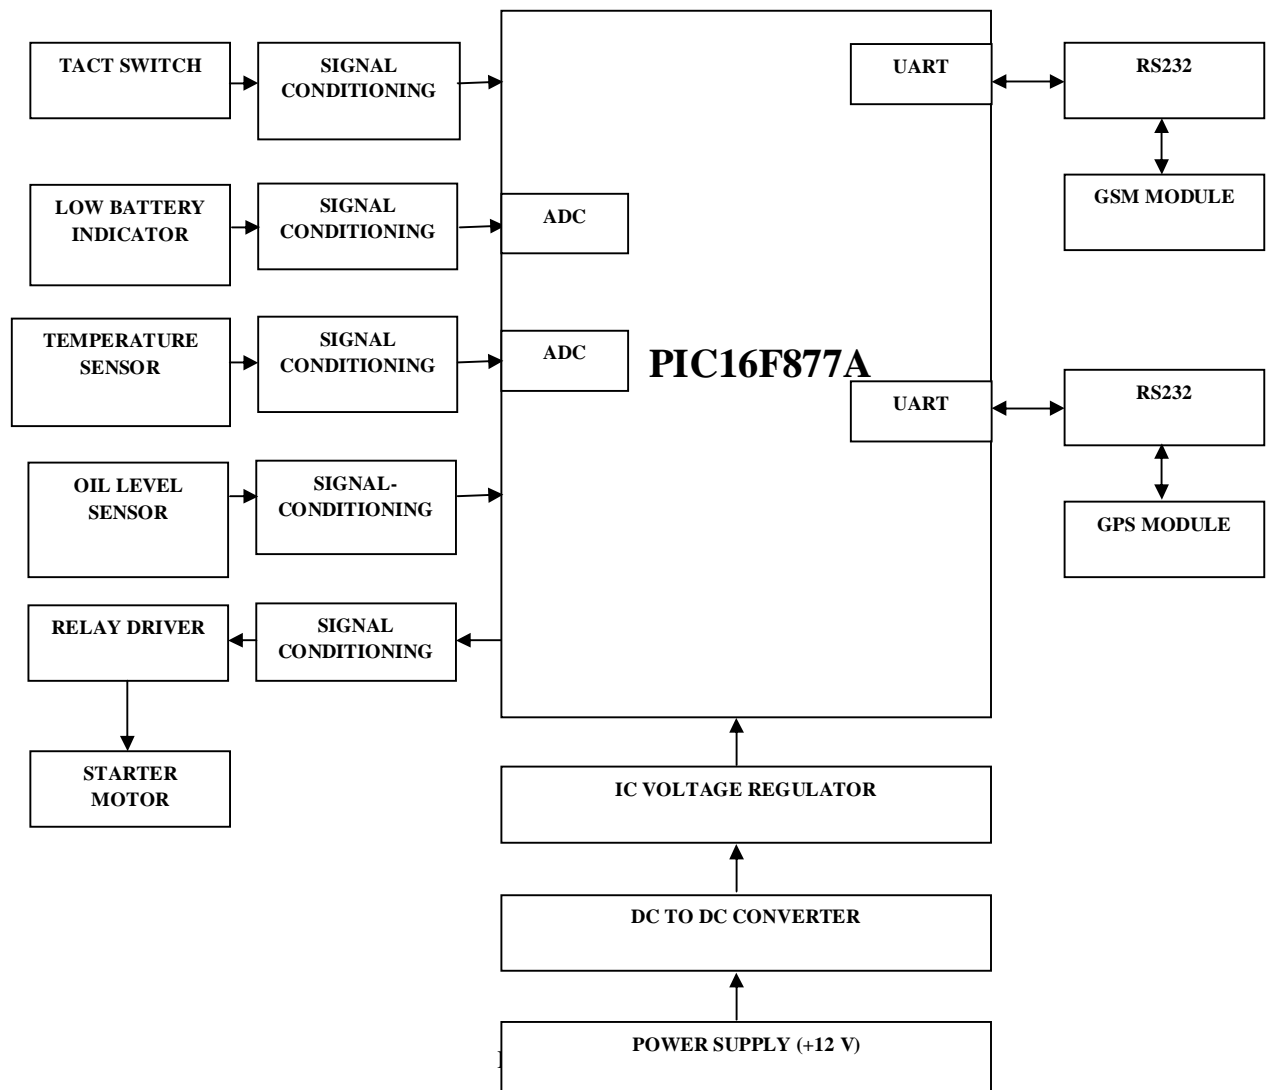 TACT SWITCH
SIGNAL
CONDITIONING
UART
RS232
LOW BATTERY
INDICATOR
SIGNAL
CONDITIONING
ADC
GSM MODULE
TEMPERATURE
SENSOR
SIGNAL
CONDITIONING
ADC
PIC16F877A
UART
RS232
OIL LEVEL
SENSOR
SIGNAL-
CONDITIONING
GPS MODULE
RELAY DRIVER
SIGNAL
CONDITIONING
STARTER
MOTOR
IC VOLTAGE REGULATOR
DC TO DC CONVERTER
POWER SUPPLY (+12 V)